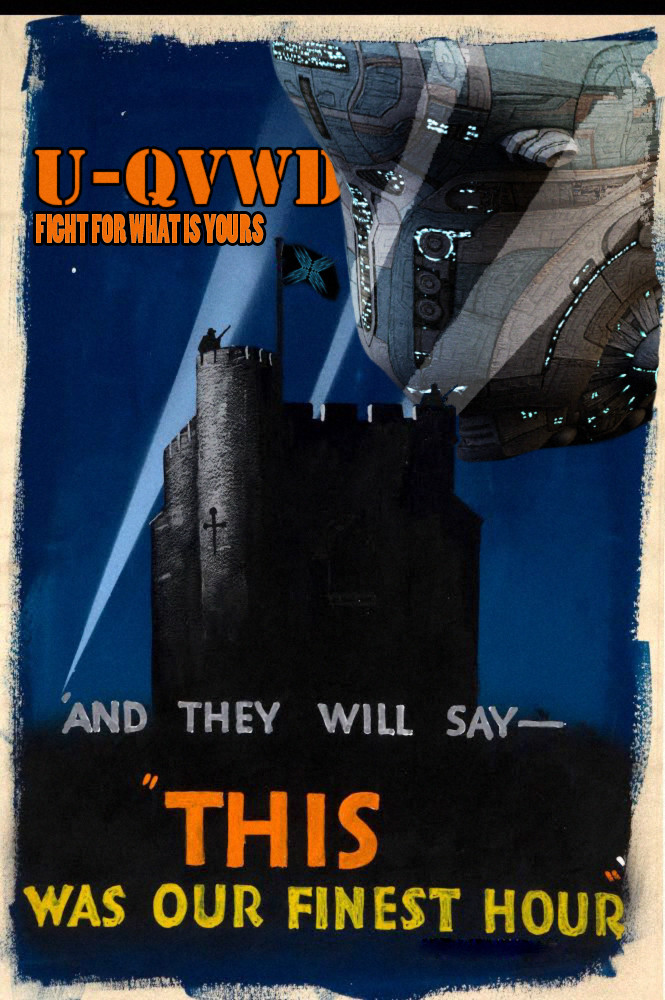 U-QVWD
FIGHT FOR WHAT IS YOURS
'AND THEY WILL SAY—
"THIS
WAS OUR FINEST HOUR"